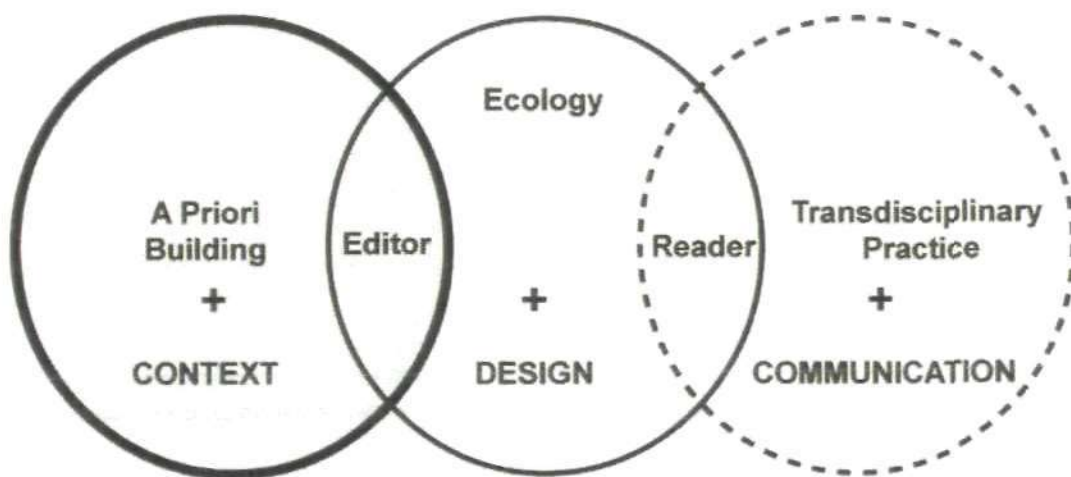 Ecology
A Priori
Building
Editor
Reader
Transdisciplinary
Practice
+
+
+
CONTEXT
DESIGN
COMMUNICATION